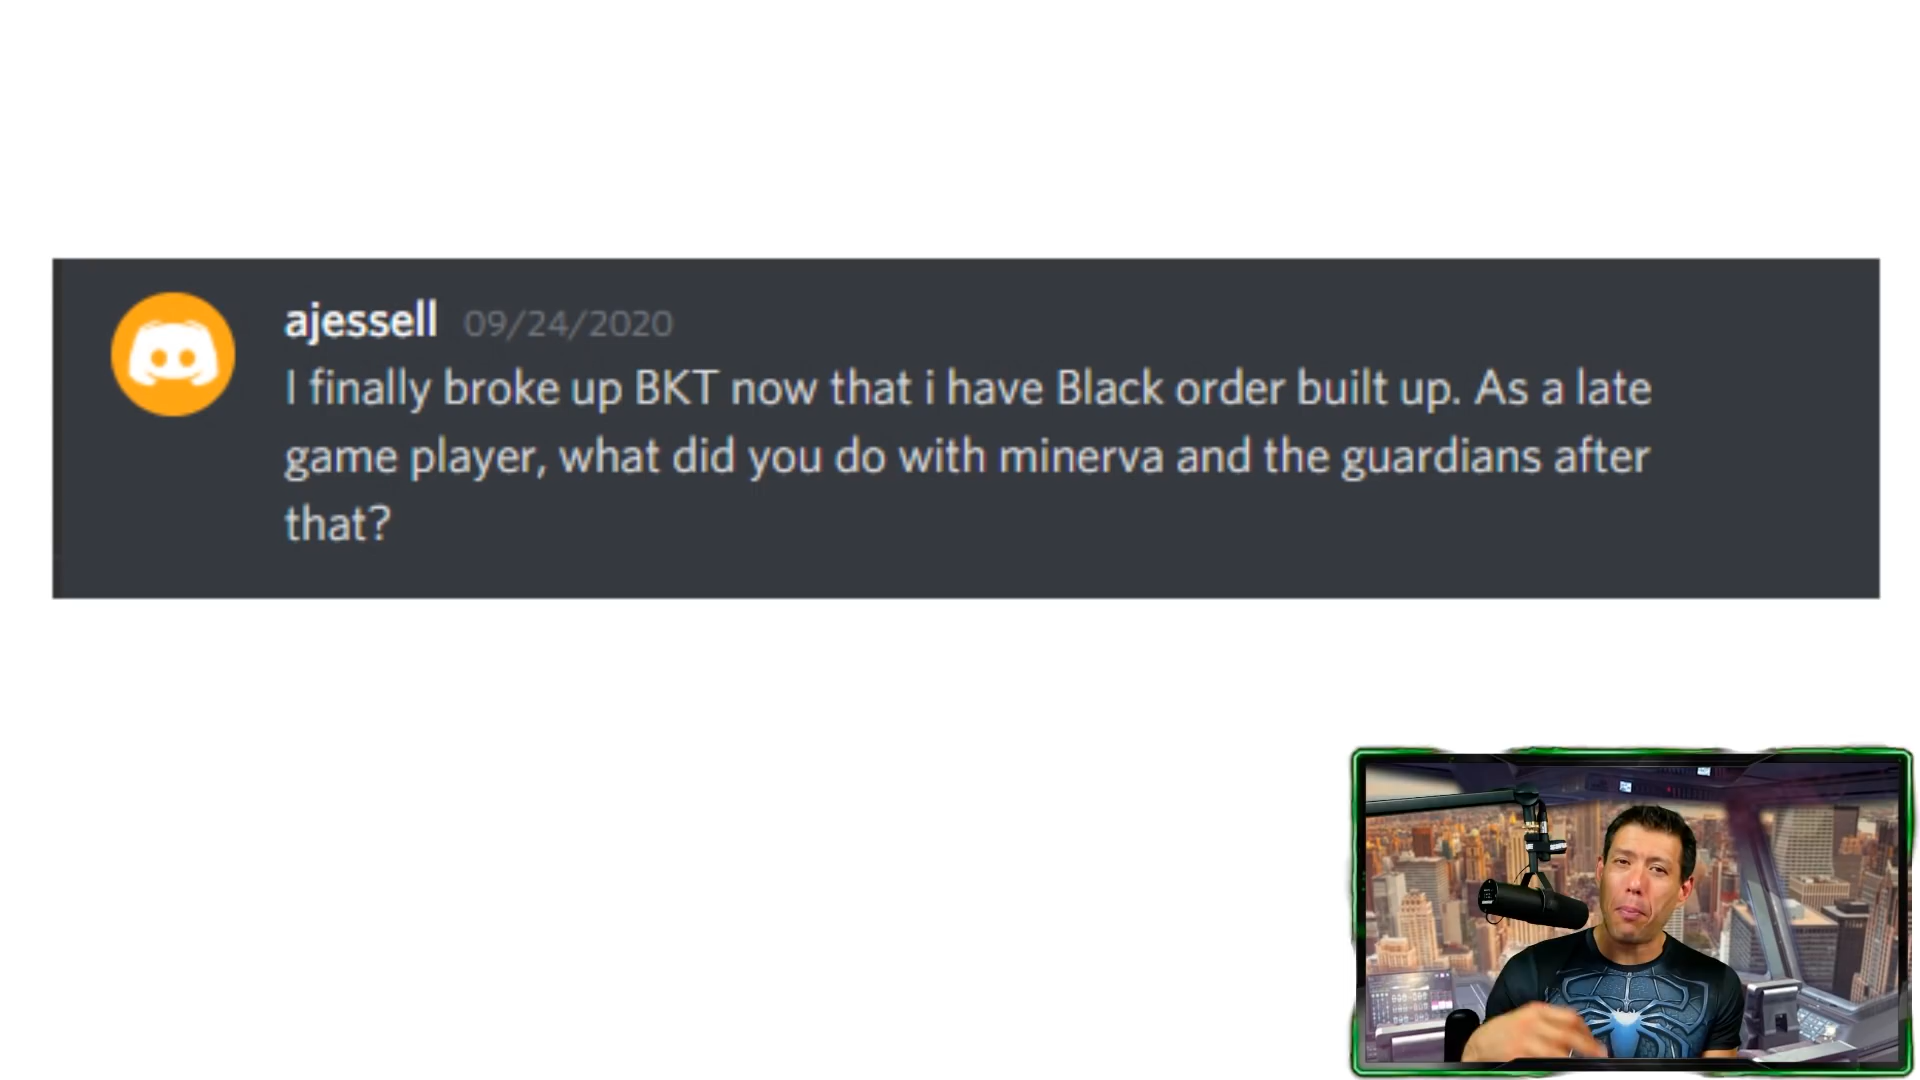 ajessell 09/24/2020
I finally broke up BKT now that i have Black order built up. As a late
game player, what did you do with minerva and the guardians after
that?